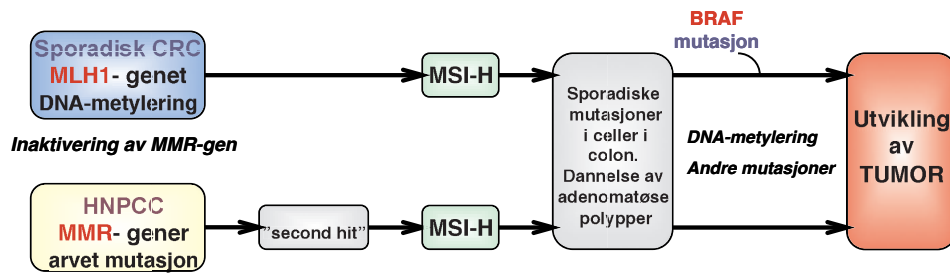 Sporadisk CRC
MLH1- genet
DNA-metylering
Inaktivering av MMR-gen
HNPCC
MMR- gener
arvet mutasjon
"second hit"
MSI-H
MSI-H
Sporadiske
mutasjoner
i celler i
colon.
Dannelse av
adenomatøse
polypper
BRAF
mutasjon
DNA-metylering
Andre mutasjoner
Utvikling
av
TUMOR